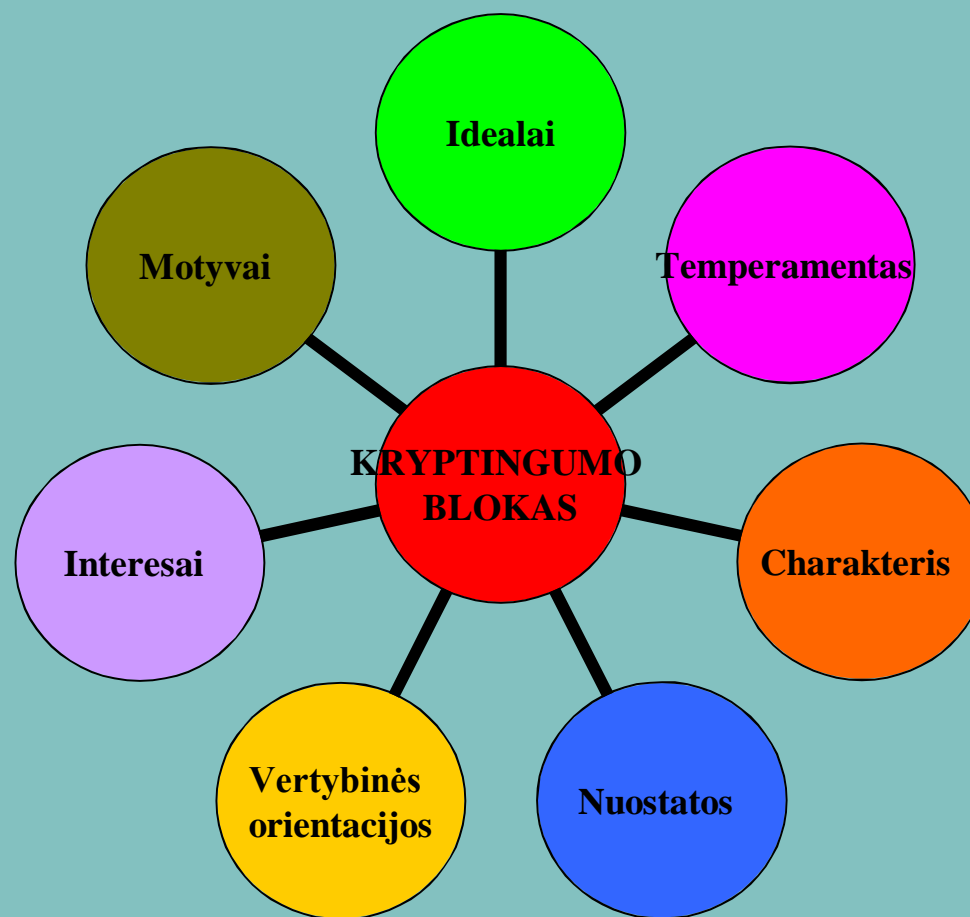 Idealai
Motyvai
Temperamentas
KRYPTINGUMO
BLOKAS
Interesai
Charakteris
Vertybinės
orientacijos
Nuostatos